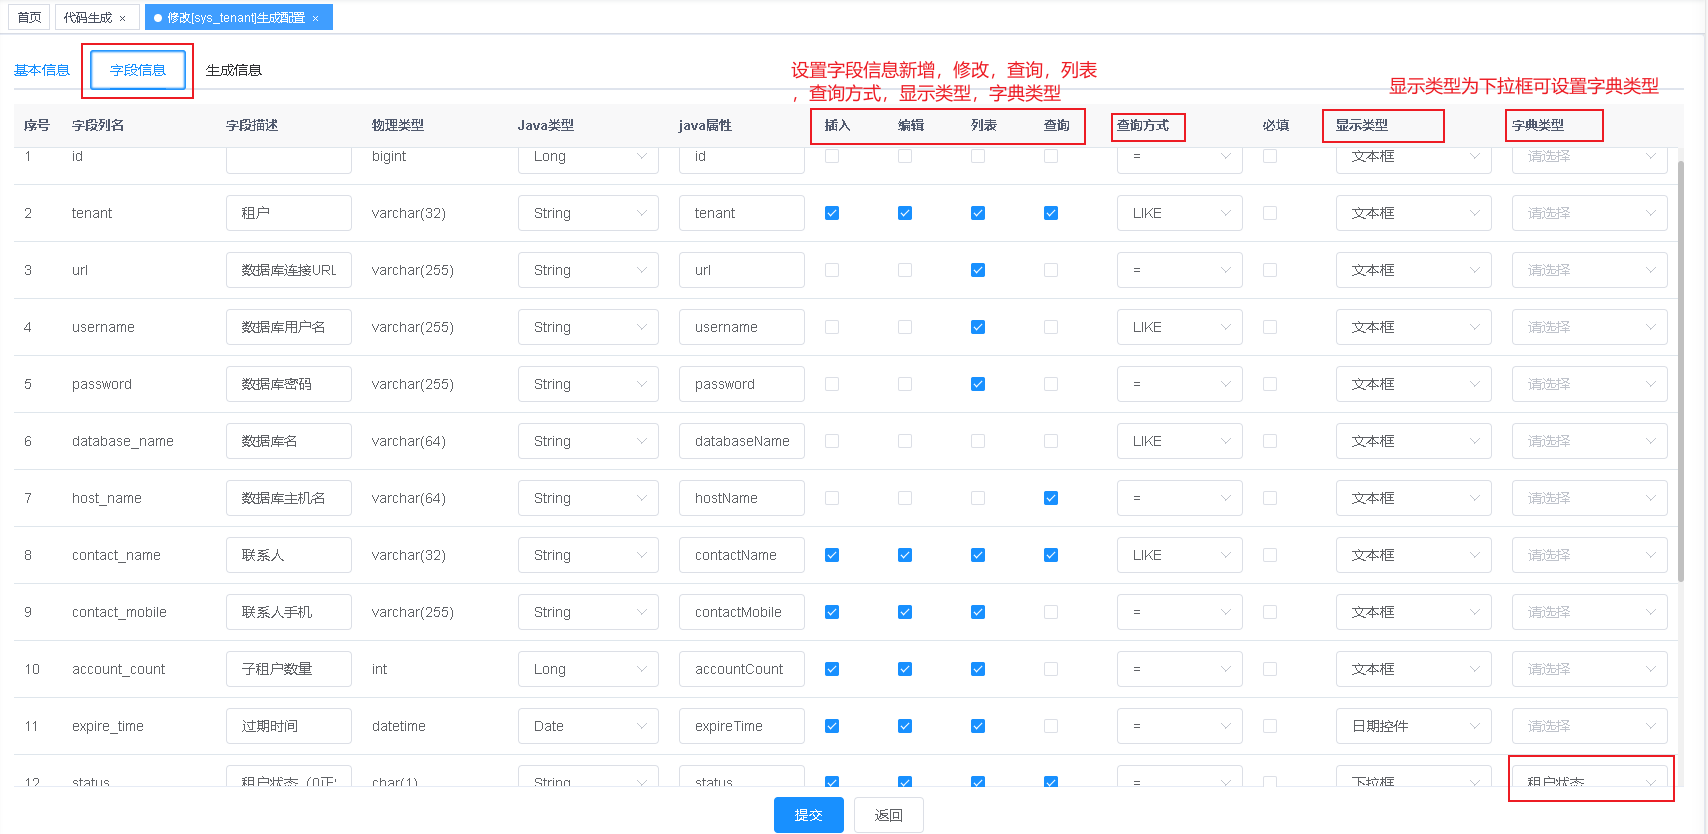 首页 代码生成 × 修改[sys_tenant]生成配置 ×
基本信息 字段信息 生成信息
设置字段信息新增，修改，查询，列表
，查询方式，显示类型，字典类型
显示类型为下拉框可设置字典类型
序号 字段列名 字段描述 物理类型 Java类型 java属性 插入 编辑 列表 查询 查询方式 必填 显示类型 字典类型
1 id bigint Long id = 文本框 请选择
2 tenant 租户 varchar(32) String tenant LIKE 文本框 请选择
3 url 数据库连接URL varchar(255) String url = 文本框 请选择
4 username 数据库用户名 varchar(255) String username LIKE 文本框 请选择
5 password 数据库密码 varchar(255) String password = 文本框 请选择
6 database_name 数据库名 varchar(64) String databaseName LIKE 文本框 请选择
7 host_name 数据库主机名 varchar(64) String hostName = 文本框 请选择
8 contact_name 联系人 varchar(32) String contactName LIKE 文本框 请选择
9 contact_mobile 联系人手机 varchar(255) String contactMobile = 文本框 请选择
10 account_count 子租户数量 int Long accountCount = 文本框 请选择
11 expire_time 过期时间 datetime Date expireTime = 日期控件 请选择
12 status 租户状态（0正 char(1) String status = 下拉框 租户状态
提交 返回